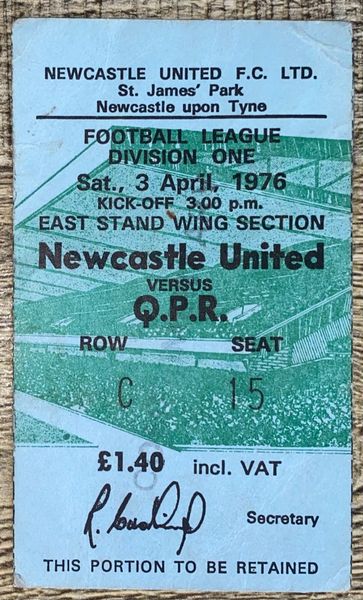 NEWCASTLE UNITED F.C. LTD.
St. James' Park
Newcastle upon Tyne
FOOTBALL LEAGUE
DIVISION ONE
Sat., 3 April, 1976
KICK-OFF 3.00 p.m.
EAST STAND WING SECTION
Newcastle United
VERSUS
Q.P.R.
ROW SEAT
C 15
£1.40 incl. VAT
Secretary
THIS PORTION TO BE RETAINED